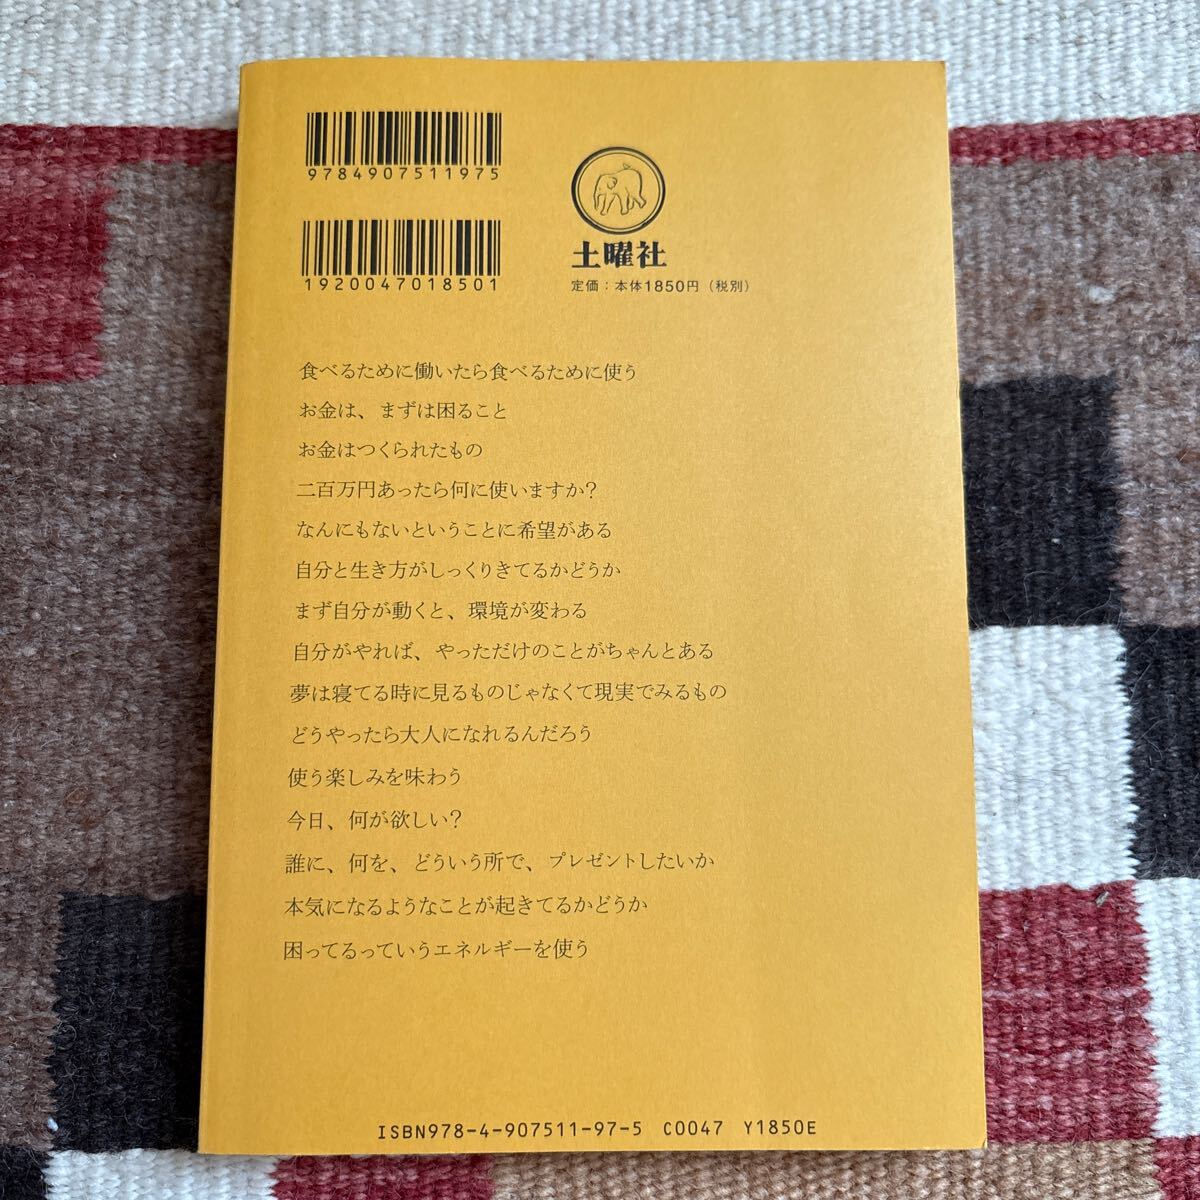 9784907511975
1920047018501
土曜社
定価：本体1850円（税別）
食べるために働いたら食べるために使う
お金は、まずは困ること
お金はつくられたもの
二百万円あったら何に使いますか？
なんにもないということに希望がある
自分と生き方がしっくりきてるかどうか
まず自分が動くと、環境が変わる
自分がやれば、やっただけのことがちゃんとある
夢は寝てる時に見るものじゃなくて現実でみるもの
どうやったら大人になれるんだろう
使う楽しみを味わう
今日、何が欲しい？
誰に、何を、どういう所で、プレゼントしたいか
本気になるようなことが起きてるかどうか
困ってるっていうエネルギーを使う
ISBN978-4-907511-97-5 C0047 Y1850E